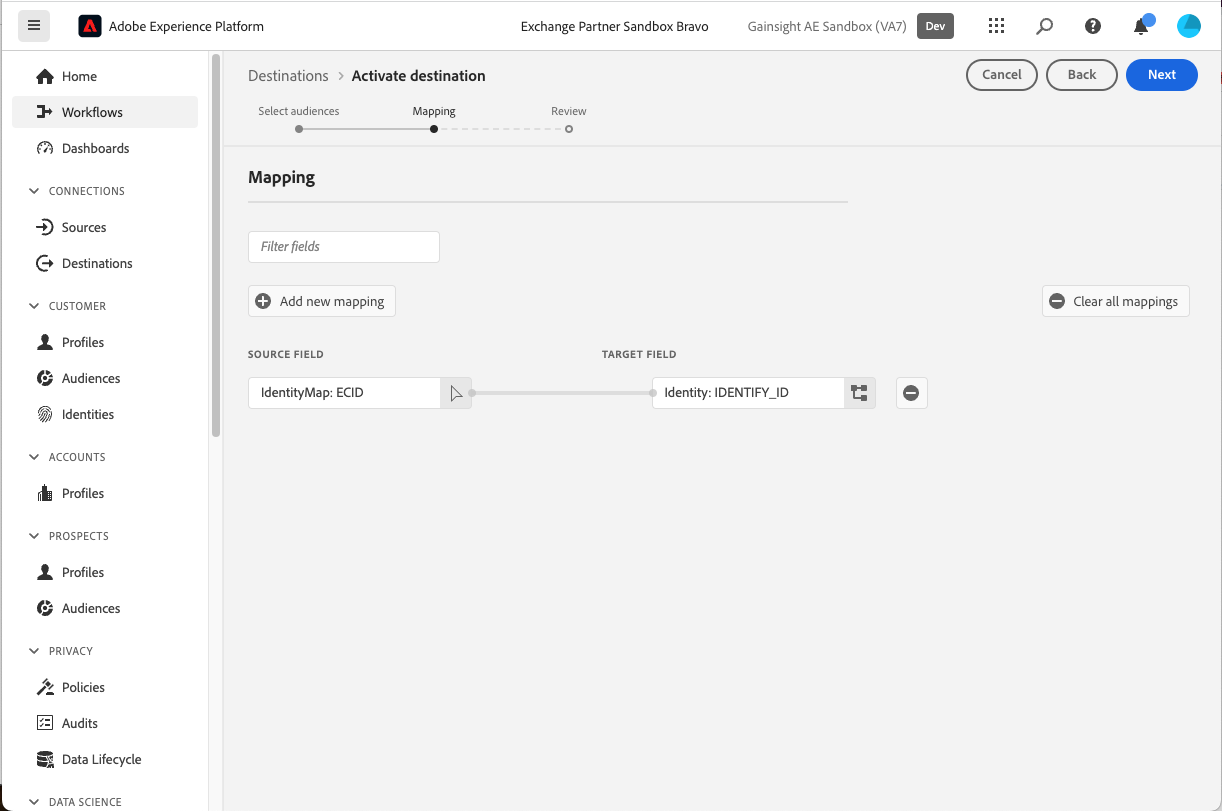 Adobe Experience Platform
Exchange Partner Sandbox Bravo
Gainsight AE Sandbox (VA7)
Dev
Home
Workflows
Dashboards
CONNECTIONS
Sources
Destinations
CUSTOMER
Profiles
Audiences
Identities
ACCOUNTS
Profiles
PROSPECTS
Profiles
Audiences
PRIVACY
Policies
Audits
Data Lifecycle
DATA SCIENCE
Destinations > Activate destination
Cancel
Back
Next
Select audiences
Mapping
Review
Mapping
Filter fields
Add new mapping
Clear all mappings
SOURCE FIELD
TARGET FIELD
IdentityMap: ECID
Identity: IDENTIFY_ID